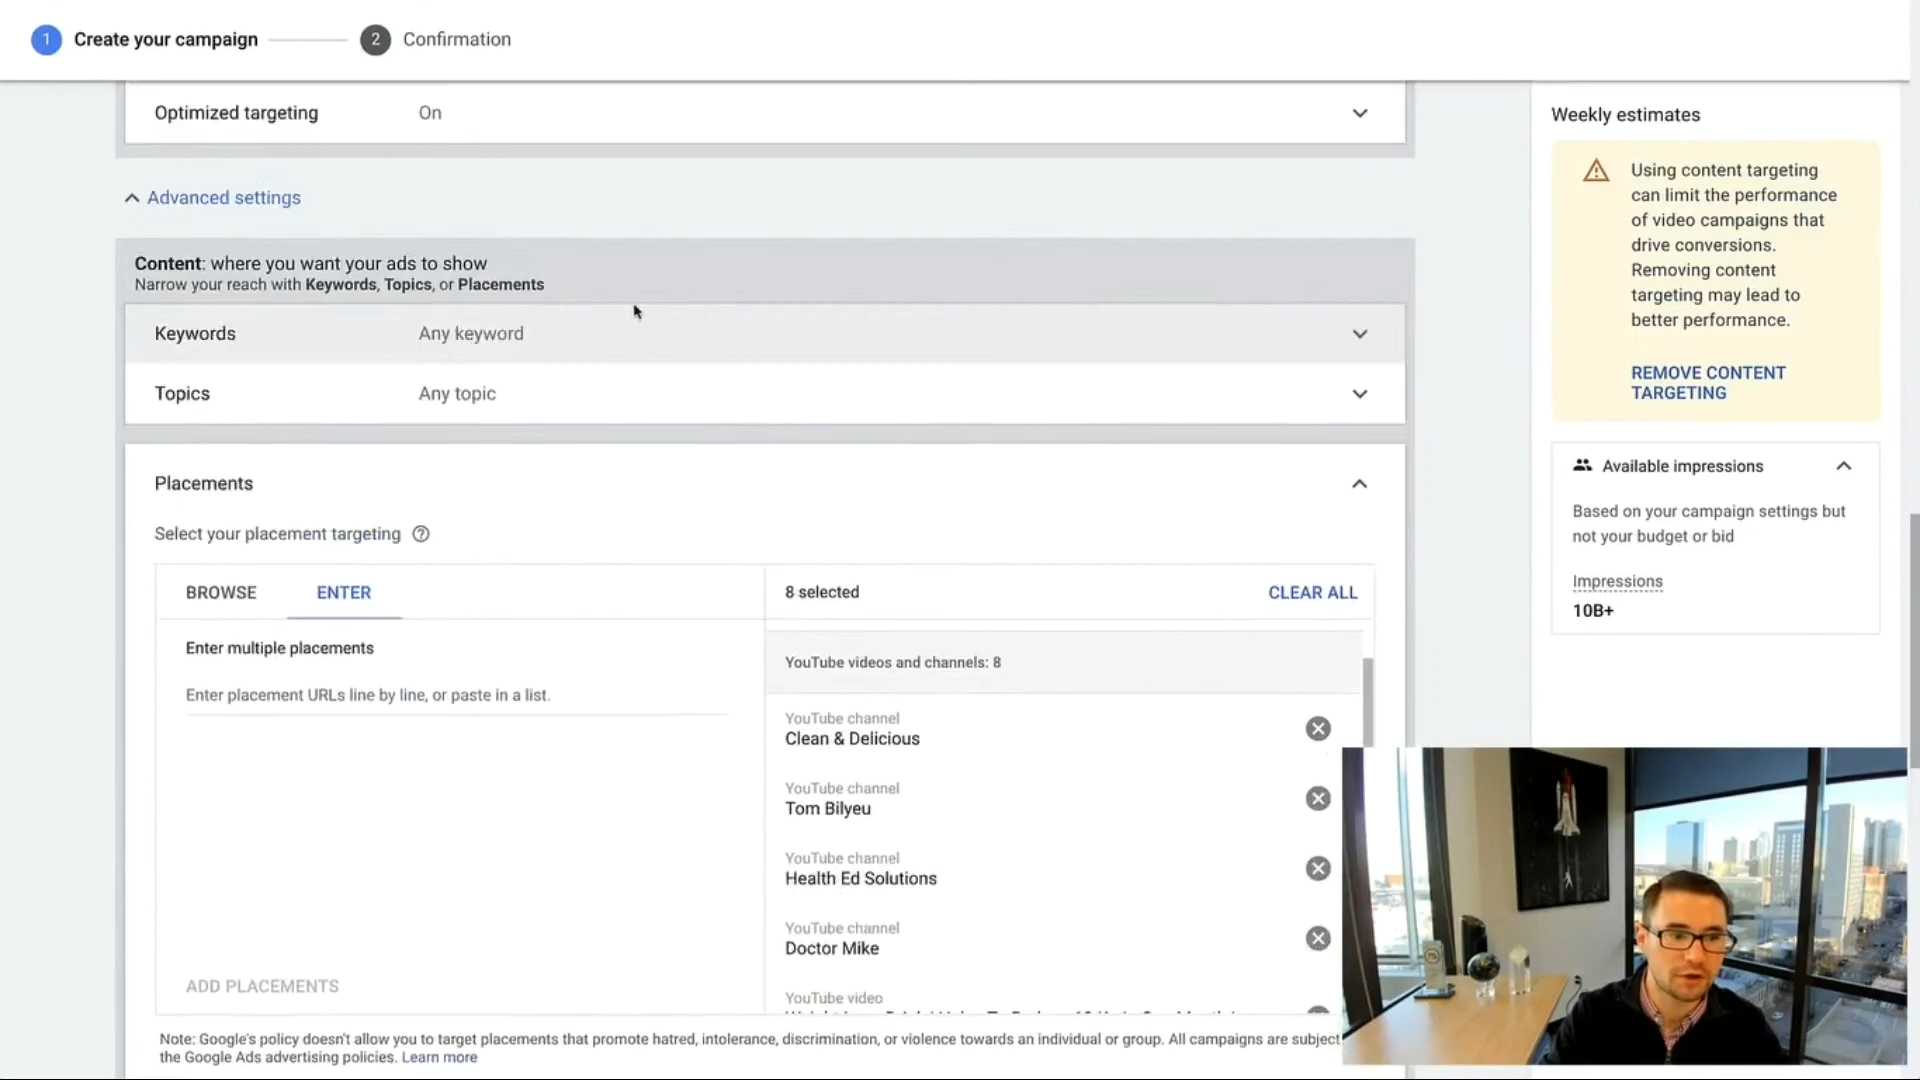 1 Create your campaign 2 Confirmation
Optimized targeting On
Advanced settings
Content: where you want your ads to show
Narrow your reach with Keywords, Topics, or Placements
Keywords Any keyword
Topics Any topic
Placements
Select your placement targeting
BROWSE ENTER
Enter multiple placements
Enter placement URLs line by line, or paste in a list.
ADD PLACEMENTS
8 selected CLEAR ALL
YouTube videos and channels: 8
YouTube channel
Clean & Delicious
YouTube channel
Tom Bilyeu
YouTube channel
Health Ed Solutions
YouTube channel
Doctor Mike
YouTube video
Note: Google's policy doesn't allow you to target placements that promote hatred, intolerance, discrimination, or violence towards an individual or group. All campaigns are subject
the Google Ads advertising policies. Learn more
Weekly estimates
Using content targeting
can limit the performance
of video campaigns that
drive conversions.
Removing content
targeting may lead to
better performance.
REMOVE CONTENT
TARGETING
Available impressions
Based on your campaign settings but
not your budget or bid
Impressions
10B+